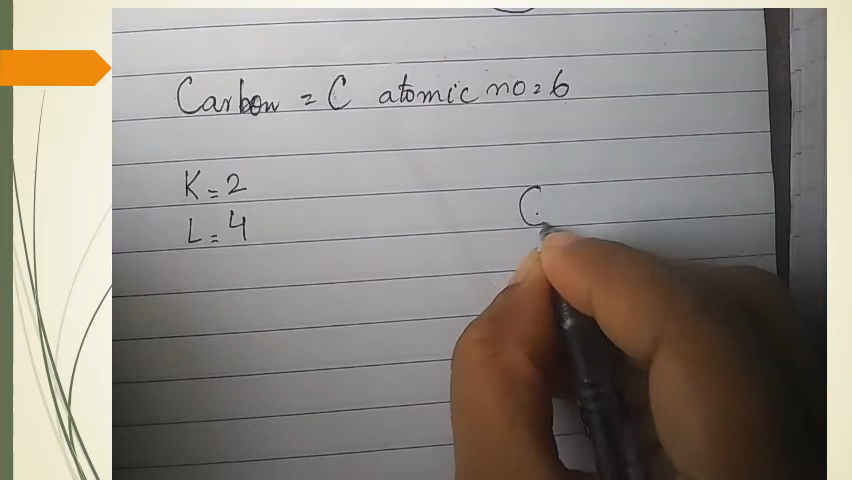 Carbon = C atomic no = 6
K = 2
L = 4
C